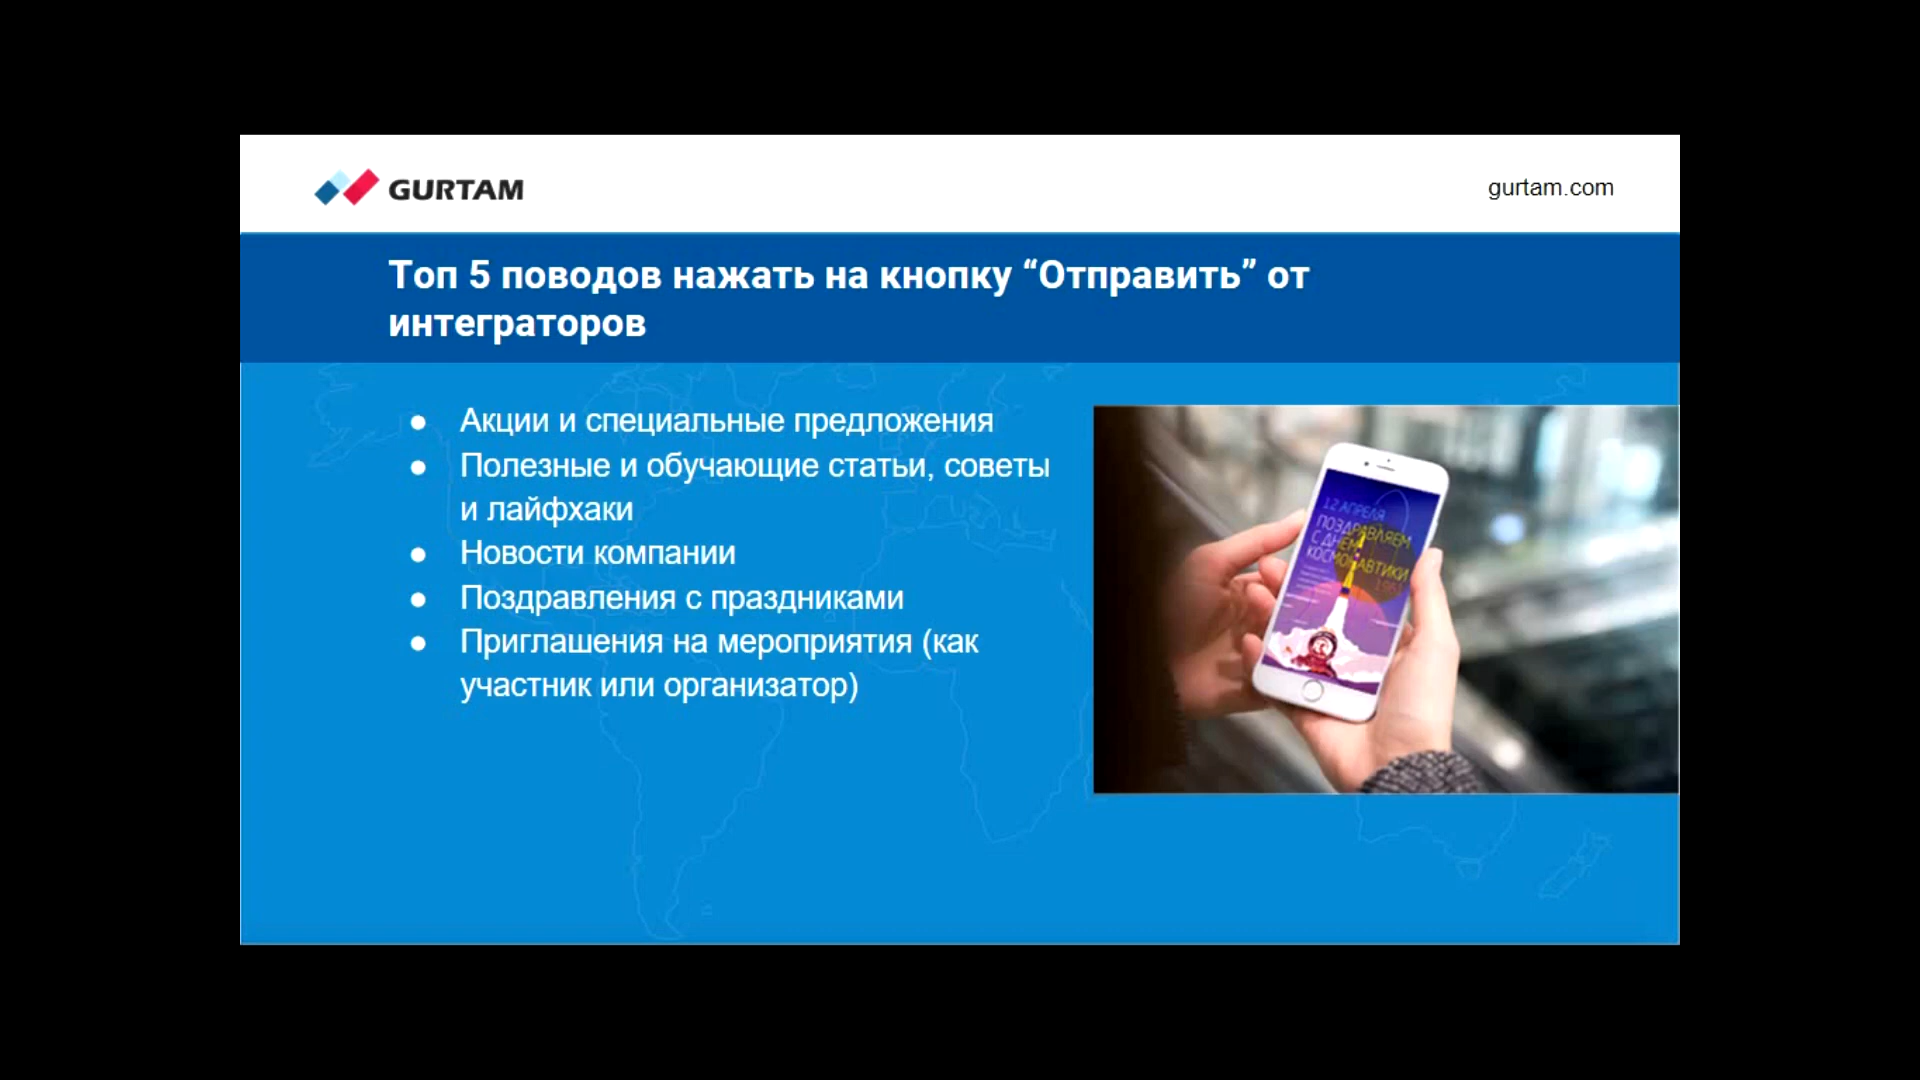 GURTAM
gurtam.com
Топ 5 поводов нажать на кнопку “Отправить” от
интеграторов
● Акции и специальные предложения
● Полезные и обучающие статьи, советы
и лайфхаки
● Новости компании
● Поздравления с праздниками
● Приглашения на мероприятия (как
участник или организатор)
12 АПРЕЛЯ
ПОЗДРАВЛЯЕМ
С ДНЕМ
КОСМОНАВТИКИ